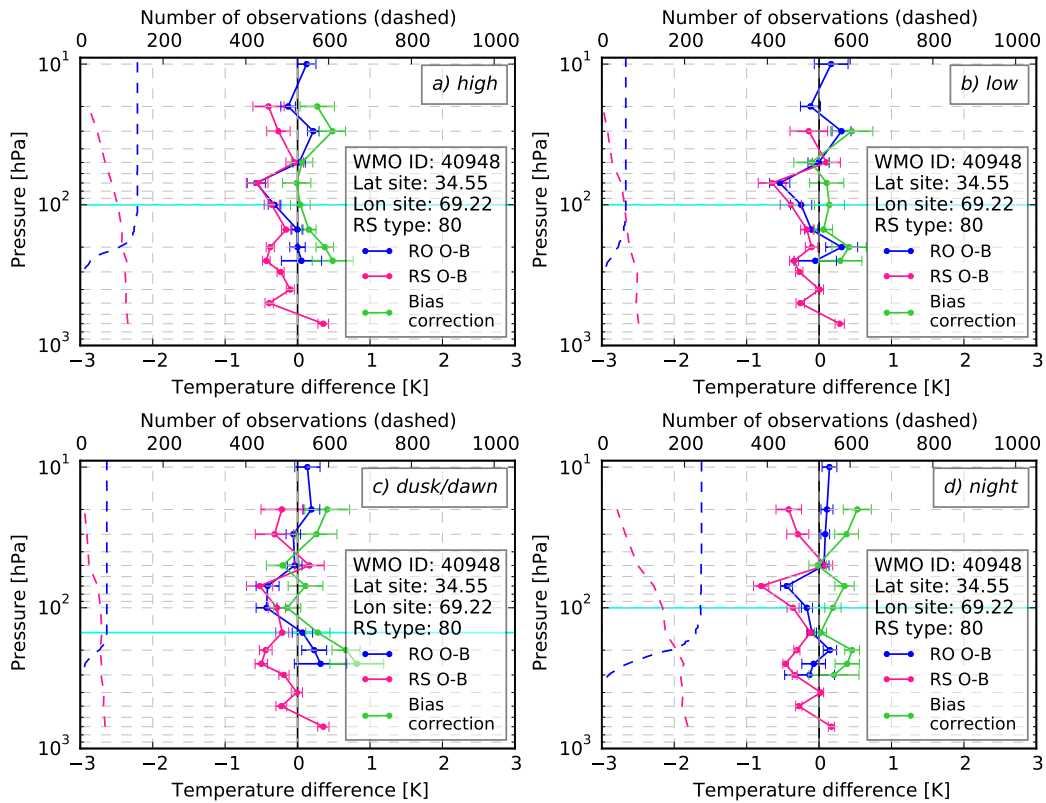 Number of observations (dashed)
0 200 400 600 800 1000
a) high
10¹
10²
10³
Pressure [hPa]
WMO ID: 40948
Lat site: 34.55
Lon site: 69.22
RS type: 80
RO O-B
RS O-B
Bias
correction
−3 −2 −1 0 1 2 3
Temperature difference [K]
Number of observations (dashed)
0 200 400 600 800 1000
b) low
10¹
10²
10³
Pressure [hPa]
WMO ID: 40948
Lat site: 34.55
Lon site: 69.22
RS type: 80
RO O-B
RS O-B
Bias
correction
−3 −2 −1 0 1 2 3
Temperature difference [K]
Number of observations (dashed)
0 200 400 600 800 1000
c) dusk/dawn
10¹
10²
10³
Pressure [hPa]
WMO ID: 40948
Lat site: 34.55
Lon site: 69.22
RS type: 80
RO O-B
RS O-B
Bias
correction
−3 −2 −1 0 1 2 3
Temperature difference [K]
Number of observations (dashed)
0 200 400 600 800 1000
d) night
10¹
10²
10³
Pressure [hPa]
WMO ID: 40948
Lat site: 34.55
Lon site: 69.22
RS type: 80
RO O-B
RS O-B
Bias
correction
−3 −2 −1 0 1 2 3
Temperature difference [K]